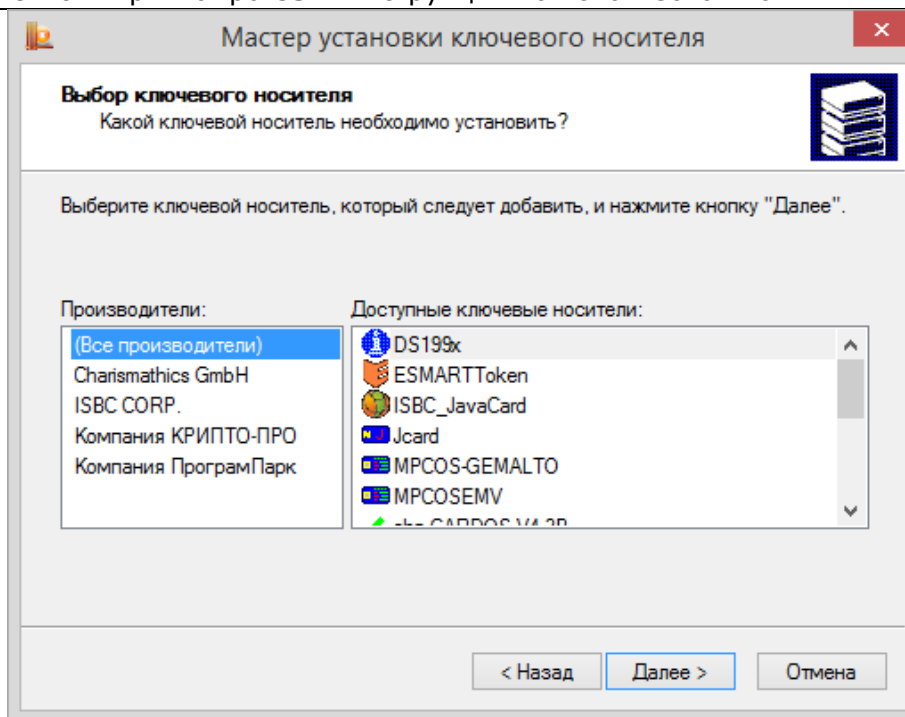 Мастер установки ключевого носителя
Выбор ключевого носителя
Какой ключевой носитель необходимо установить?
Выберите ключевой носитель, который следует добавить, и нажмите кнопку "Далее".
Производители:
(Все производители)
Charismathics GmbH
ISBC CORP.
Компания КРИПТО-ПРО
Компания ПрограмПарк
Доступные ключевые носители:
DS199x
ESMARTToken
ISBC_JavaCard
Jcard
MPCOS-GEMALTO
MPCOSEMV
< Назад
Далее >
Отмена